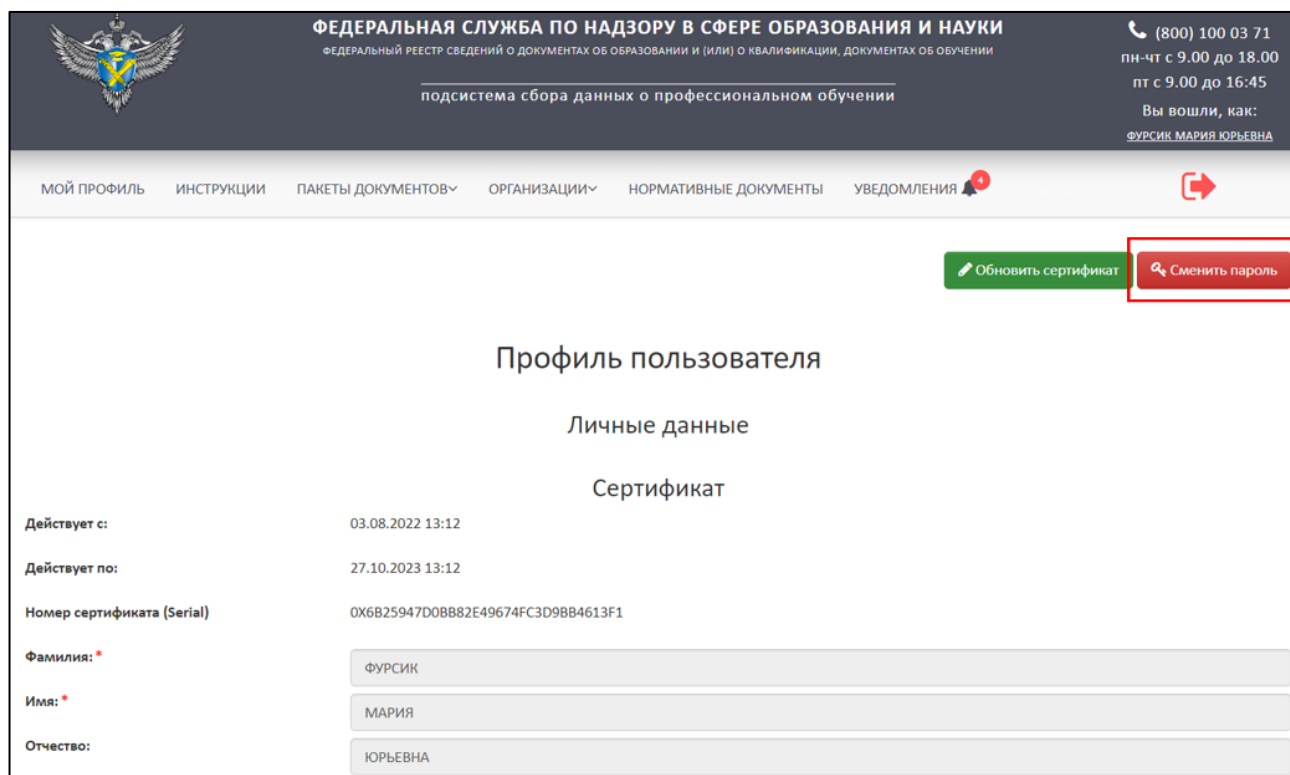 ФЕДЕРАЛЬНАЯ СЛУЖБА ПО НАДЗОРУ В СФЕРЕ ОБРАЗОВАНИЯ И НАУКИ
ФЕДЕРАЛЬНЫЙ РЕЕСТР СВЕДЕНИЙ О ДОКУМЕНТАХ ОБ ОБРАЗОВАНИИ И (ИЛИ) О КВАЛИФИКАЦИИ, ДОКУМЕНТАХ ОБ ОБУЧЕНИИ
подсистема сбора данных о профессиональном обучении
(800) 100 03 71
пн-чт с 9.00 до 18.00
пт с 9.00 до 16:45
Вы вошли, как:
ФУРСИК МАРИЯ ЮРЬЕВНА
МОЙ ПРОФИЛЬ ИНСТРУКЦИИ ПАКЕТЫ ДОКУМЕНТОВ ОРГАНИЗАЦИИ НОРМАТИВНЫЕ ДОКУМЕНТЫ УВЕДОМЛЕНИЯ 4
Обновить сертификат Сменить пароль
Профиль пользователя
Личные данные
Сертификат
Действует с: 03.08.2022 13:12
Действует по: 27.10.2023 13:12
Номер сертификата (Serial) 0X6B25947D0BB82E49674FC3D9BB4613F1
Фамилия: * ФУРСИК
Имя: * МАРИЯ
Отчество: ЮРЬЕВНА